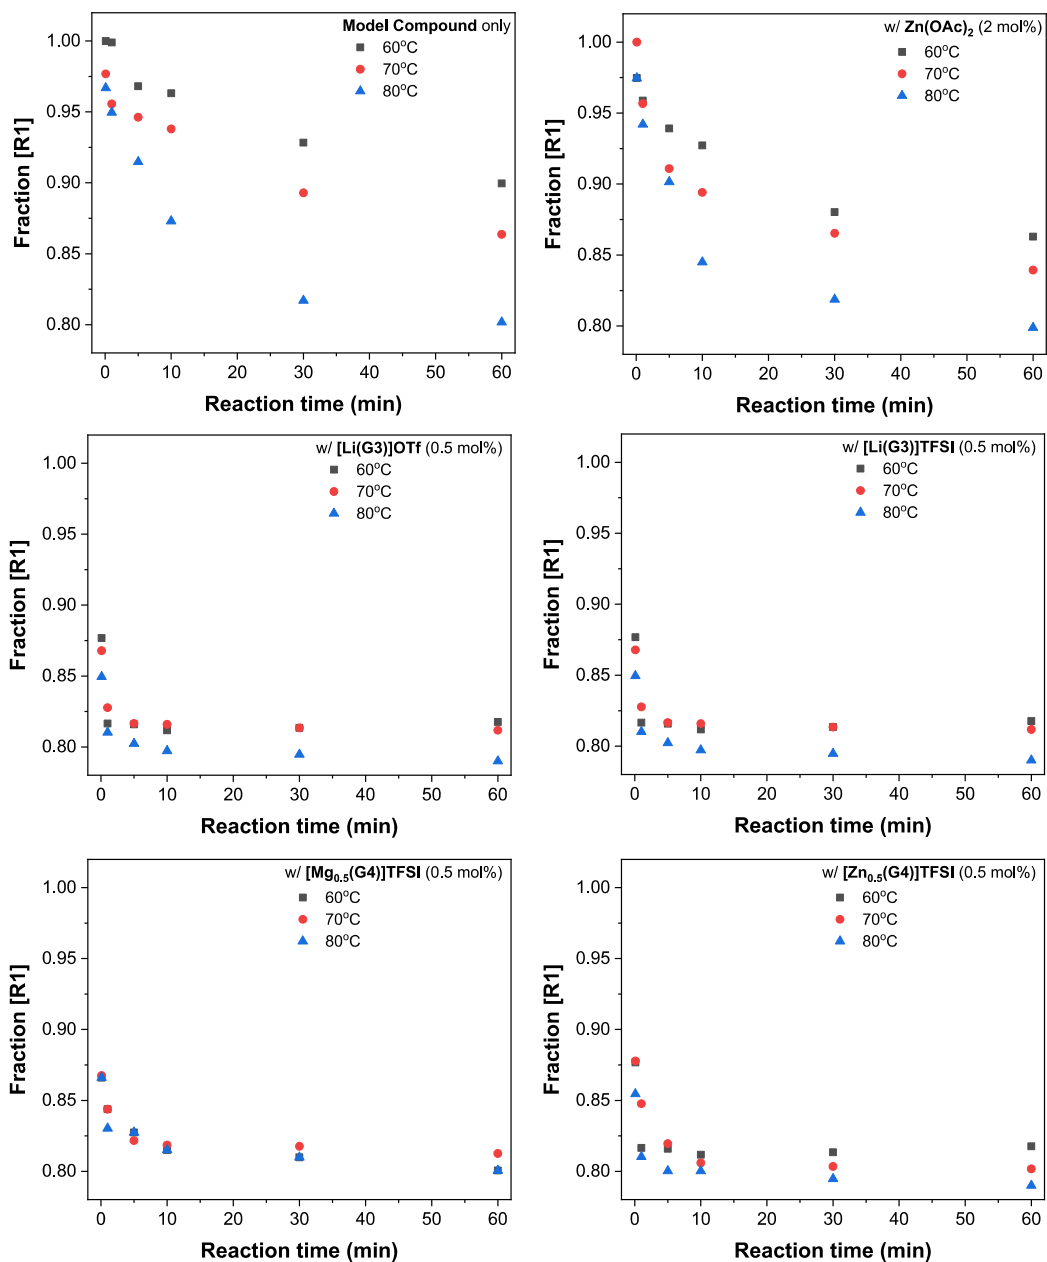 Model Compound only
60°C
70°C
80°C
1.00
0.95
0.90
0.85
0.80
Fraction [R1]
0 10 20 30 40 50 60
Reaction time (min)
w/ Zn(OAc)₂ (2 mol%)
60°C
70°C
80°C
1.00
0.95
0.90
0.85
0.80
Fraction [R1]
0 10 20 30 40 50 60
Reaction time (min)
w/ [Li(G3)]OTf (0.5 mol%)
60°C
70°C
80°C
1.00
0.95
0.90
0.85
0.80
Fraction [R1]
0 10 20 30 40 50 60
Reaction time (min)
w/ [Li(G3)]TFSI (0.5 mol%)
60°C
70°C
80°C
1.00
0.95
0.90
0.85
0.80
Fraction [R1]
0 10 20 30 40 50 60
Reaction time (min)
w/ [Mg₀.₅(G4)]TFSI (0.5 mol%)
60°C
70°C
80°C
1.00
0.95
0.90
0.85
0.80
Fraction [R1]
0 10 20 30 40 50 60
Reaction time (min)
w/ [Zn₀.₅(G4)]TFSI (0.5 mol%)
60°C
70°C
80°C
1.00
0.95
0.90
0.85
0.80
Fraction [R1]
0 10 20 30 40 50 60
Reaction time (min)